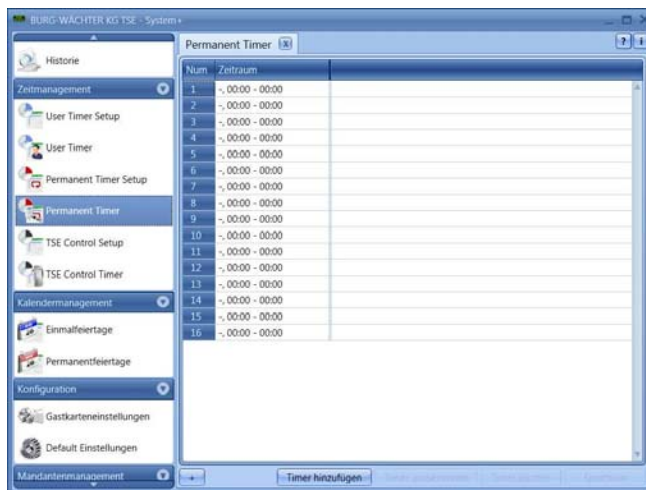 BURG-WÄCHTER KG TSE - System+
Historie
Zeitmanagement
User Timer Setup
User Timer
Permanent Timer Setup
Permanent Timer
TSE Control Setup
TSE Control Timer
Kalendermanagement
Einmalfeiertage
Permanentfeiertage
Konfiguration
Gastkarteneinstellungen
Default Einstellungen
Mandantenmanagement
Permanent Timer x
? i
Num Zeitraum
1 -, 00:00 - 00:00
2 -, 00:00 - 00:00
3 -, 00:00 - 00:00
4 -, 00:00 - 00:00
5 -, 00:00 - 00:00
6 -, 00:00 - 00:00
7 -, 00:00 - 00:00
8 -, 00:00 - 00:00
9 -, 00:00 - 00:00
10 -, 00:00 - 00:00
11 -, 00:00 - 00:00
12 -, 00:00 - 00:00
13 -, 00:00 - 00:00
14 -, 00:00 - 00:00
15 -, 00:00 - 00:00
16 -, 00:00 - 00:00
Timer hinzufügen